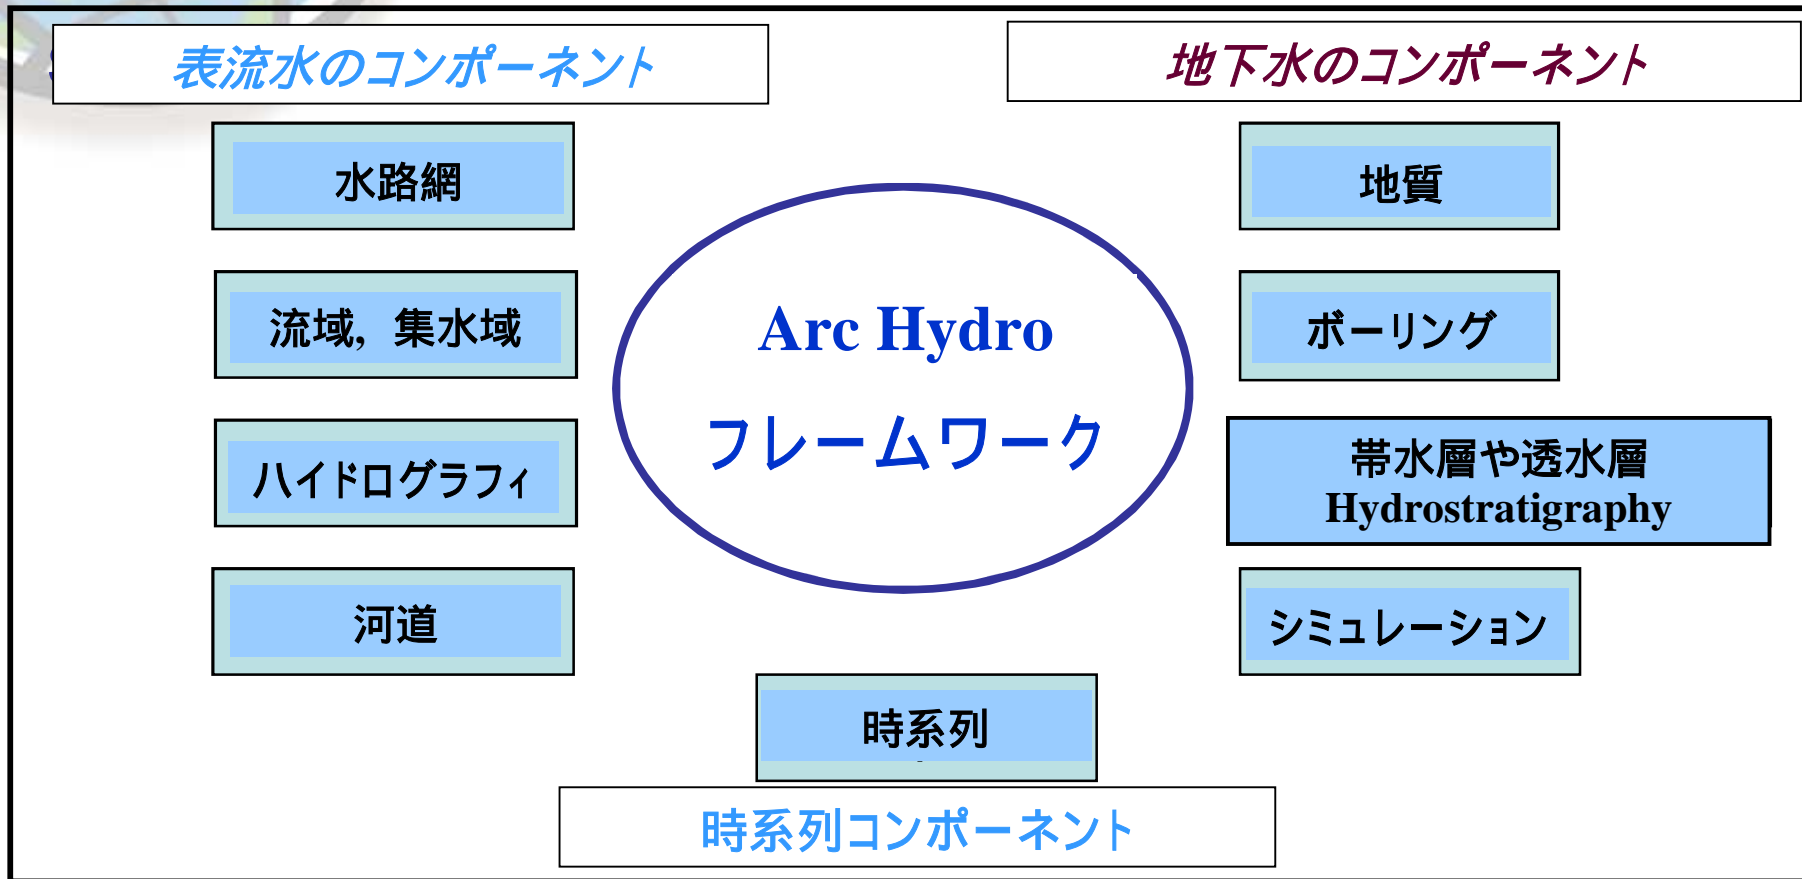 表流水のコンポーネント
地下水のコンポーネント
水路網
流域, 集水域
ハイドログラフィ
河道
Arc Hydro
フレームワーク
地質
ボーリング
帯水層や透水層
Hydrostratigraphy
シミュレーション
時系列
時系列コンポーネント